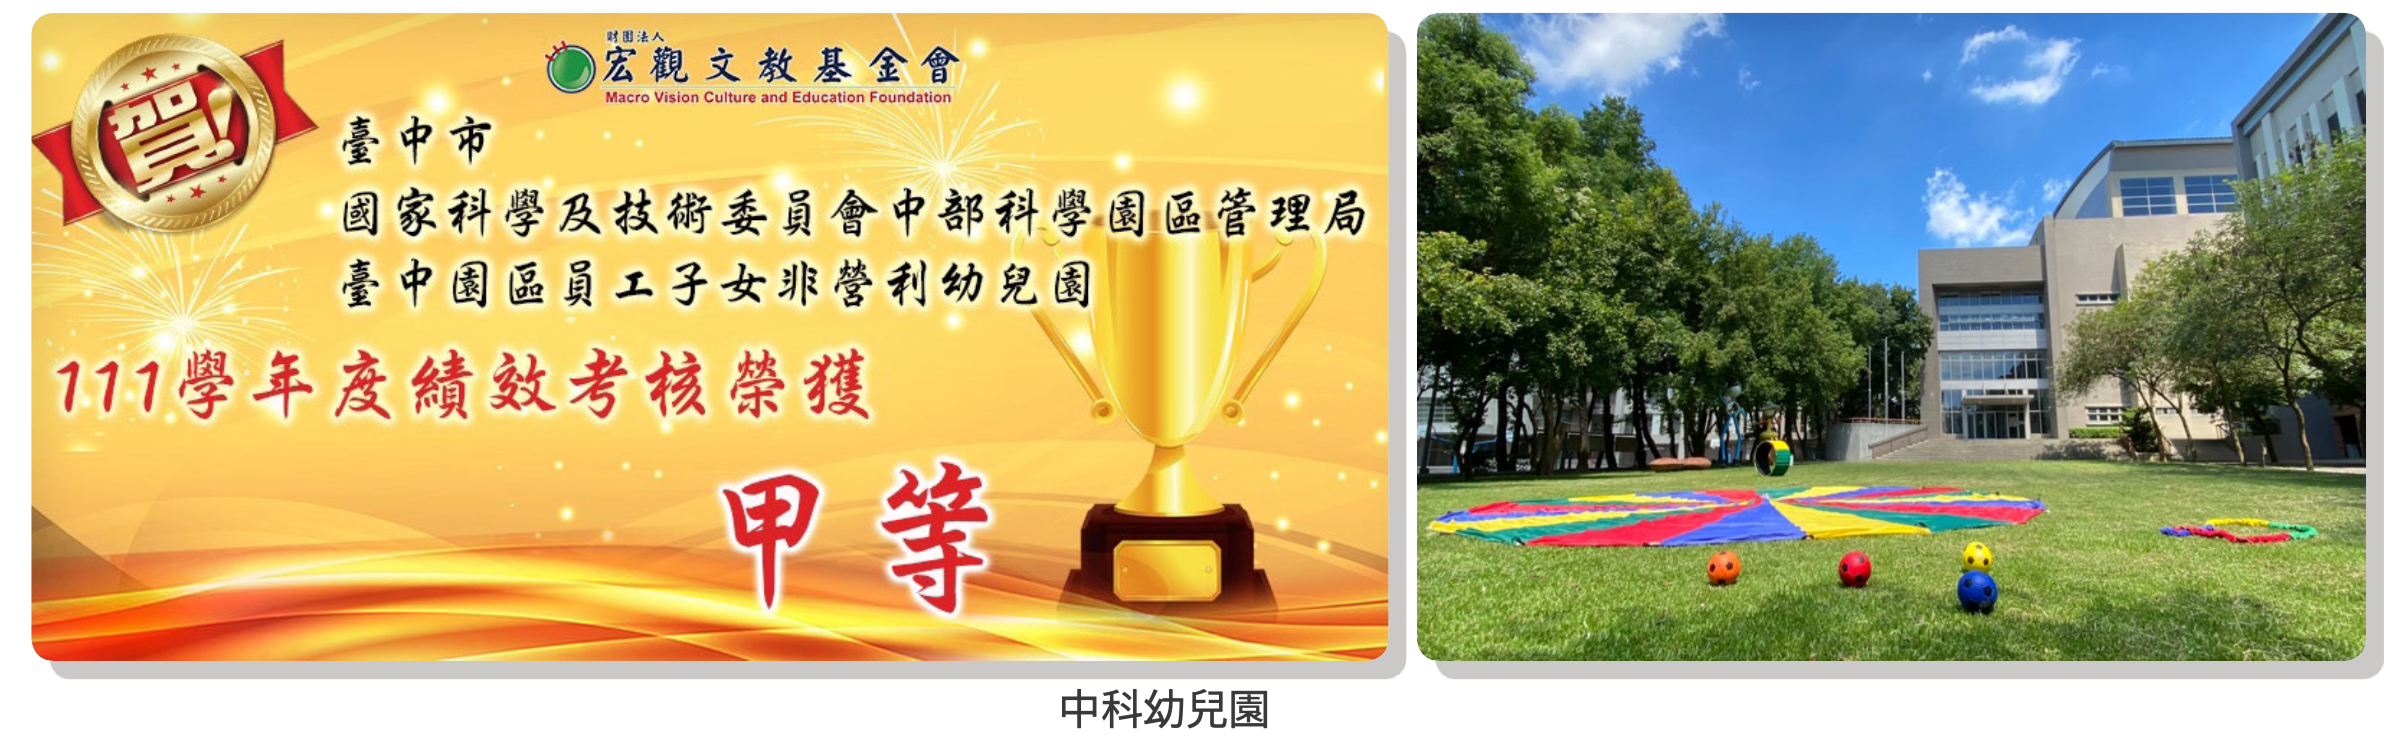 賀!
財團法人
宏觀文教基金會
Macro Vision Culture and Education Foundation
臺中市
國家科學及技術委員會中部科學園區管理局
臺中園區員工子女非營利幼兒園
111學年度績效考核榮獲
甲等
中科幼兒園